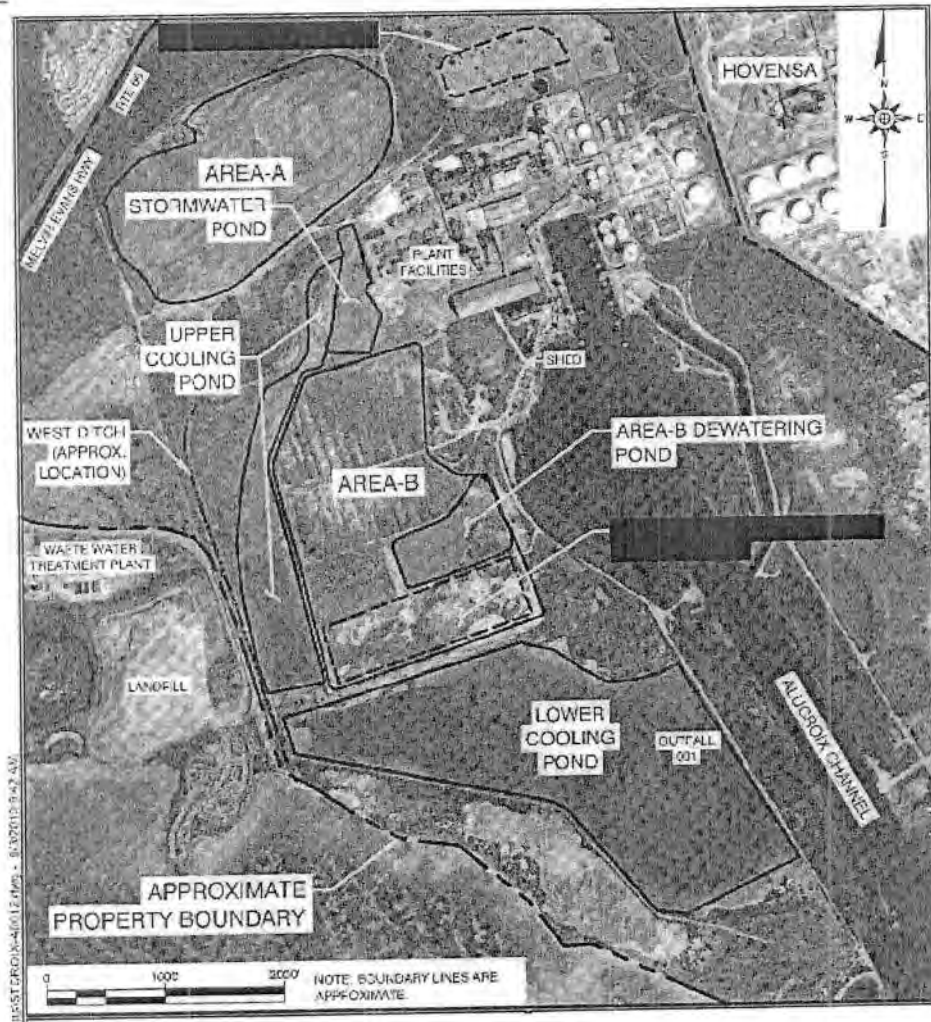 HOVENSA
N
W
E
S
RTE 66
MELVIN EVANS HWY
AREA-A
STORMWATER
POND
PLANT
FACILITIES
UPPER
COOLING
POND
SHED
WEST DITCH
(APPROX.
LOCATION)
AREA-B DEWATERING
POND
AREA-B
WASTE WATER
TREATMENT PLANT
LANDFILL
LOWER
COOLING
POND
OUTFALL
001
ALUCROIX CHANNEL
APPROXIMATE
PROPERTY BOUNDARY
0 1000 2000
NOTE: BOUNDARY LINES ARE
APPROXIMATE.